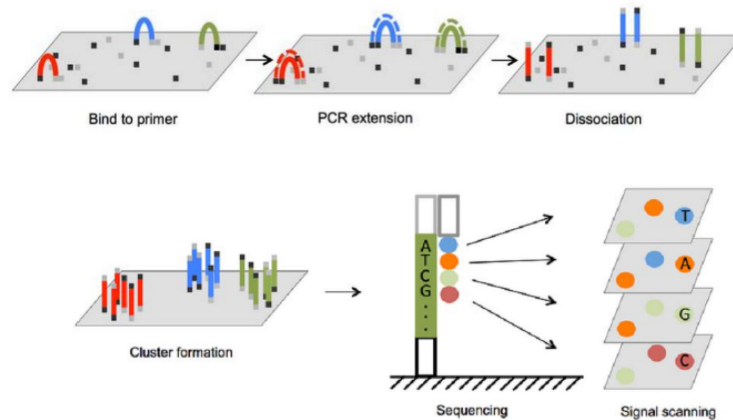 Bind to primer
PCR extension
Dissociation
A
T
C
G
.
.
.
T
A
G
C
Cluster formation
Sequencing
Signal scanning